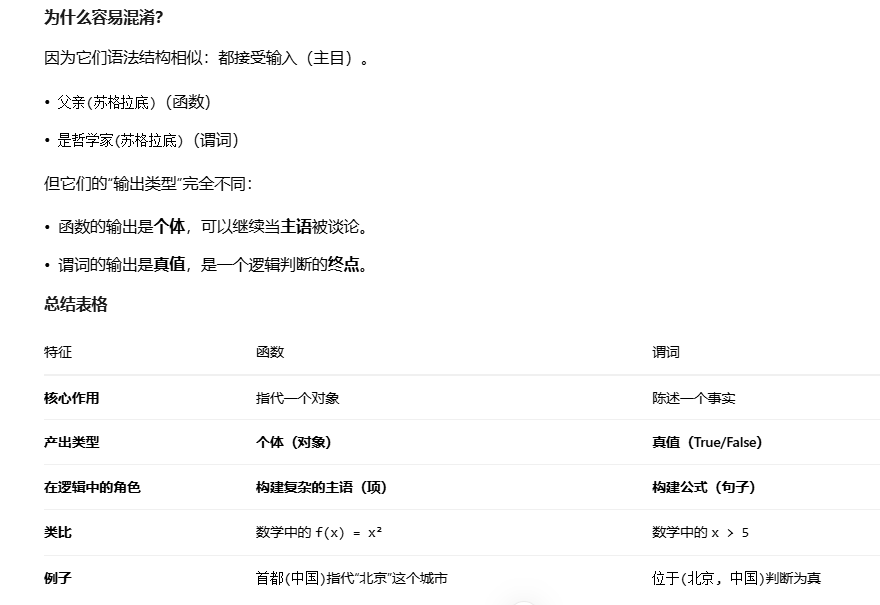 为什么容易混淆?
因为它们语法结构相似：都接受输入（主目）。
• 父亲(苏格拉底)（函数）
• 是哲学家(苏格拉底)（谓词）
但它们的“输出类型”完全不同：
• 函数的输出是个体，可以继续当主语被谈论。
• 谓词的输出是真值，是一个逻辑判断的终点。
总结表格
特征 函数 谓词
核心作用 指代一个对象 陈述一个事实
产出类型 个体（对象） 真值（True/False）
在逻辑中的角色 构建复杂的主语（项） 构建公式（句子）
类比 数学中的 f(x) = x² 数学中的 x > 5
例子 首都(中国)指代“北京”这个城市 位于(北京, 中国)判断为真